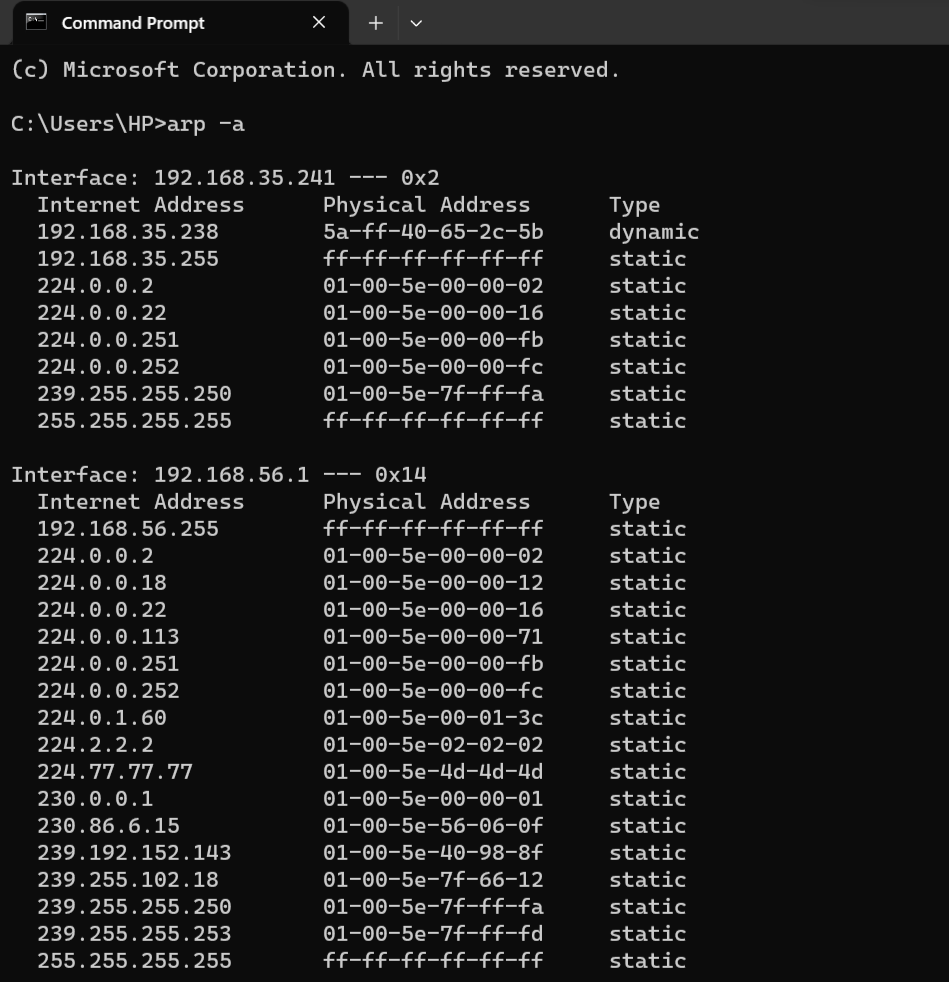 Command Prompt
(c) Microsoft Corporation. All rights reserved.
C:\Users\HP>arp -a
Interface: 192.168.35.241 --- 0x2
Internet Address Physical Address Type
192.168.35.238 5a-ff-40-65-2c-5b dynamic
192.168.35.255 ff-ff-ff-ff-ff-ff static
224.0.0.2 01-00-5e-00-00-02 static
224.0.0.22 01-00-5e-00-00-16 static
224.0.0.251 01-00-5e-00-00-fb static
224.0.0.252 01-00-5e-00-00-fc static
239.255.255.250 01-00-5e-7f-ff-fa static
255.255.255.255 ff-ff-ff-ff-ff-ff static
Interface: 192.168.56.1 --- 0x14
Internet Address Physical Address Type
192.168.56.255 ff-ff-ff-ff-ff-ff static
224.0.0.2 01-00-5e-00-00-02 static
224.0.0.18 01-00-5e-00-00-12 static
224.0.0.22 01-00-5e-00-00-16 static
224.0.0.113 01-00-5e-00-00-71 static
224.0.0.251 01-00-5e-00-00-fb static
224.0.0.252 01-00-5e-00-00-fc static
224.0.1.60 01-00-5e-00-01-3c static
224.2.2.2 01-00-5e-02-02-02 static
224.77.77.77 01-00-5e-4d-4d-4d static
230.0.0.1 01-00-5e-00-00-01 static
230.86.6.15 01-00-5e-56-06-0f static
239.192.152.143 01-00-5e-40-98-8f static
239.255.102.18 01-00-5e-7f-66-12 static
239.255.255.250 01-00-5e-7f-ff-fa static
239.255.255.253 01-00-5e-7f-ff-fd static
255.255.255.255 ff-ff-ff-ff-ff-ff static